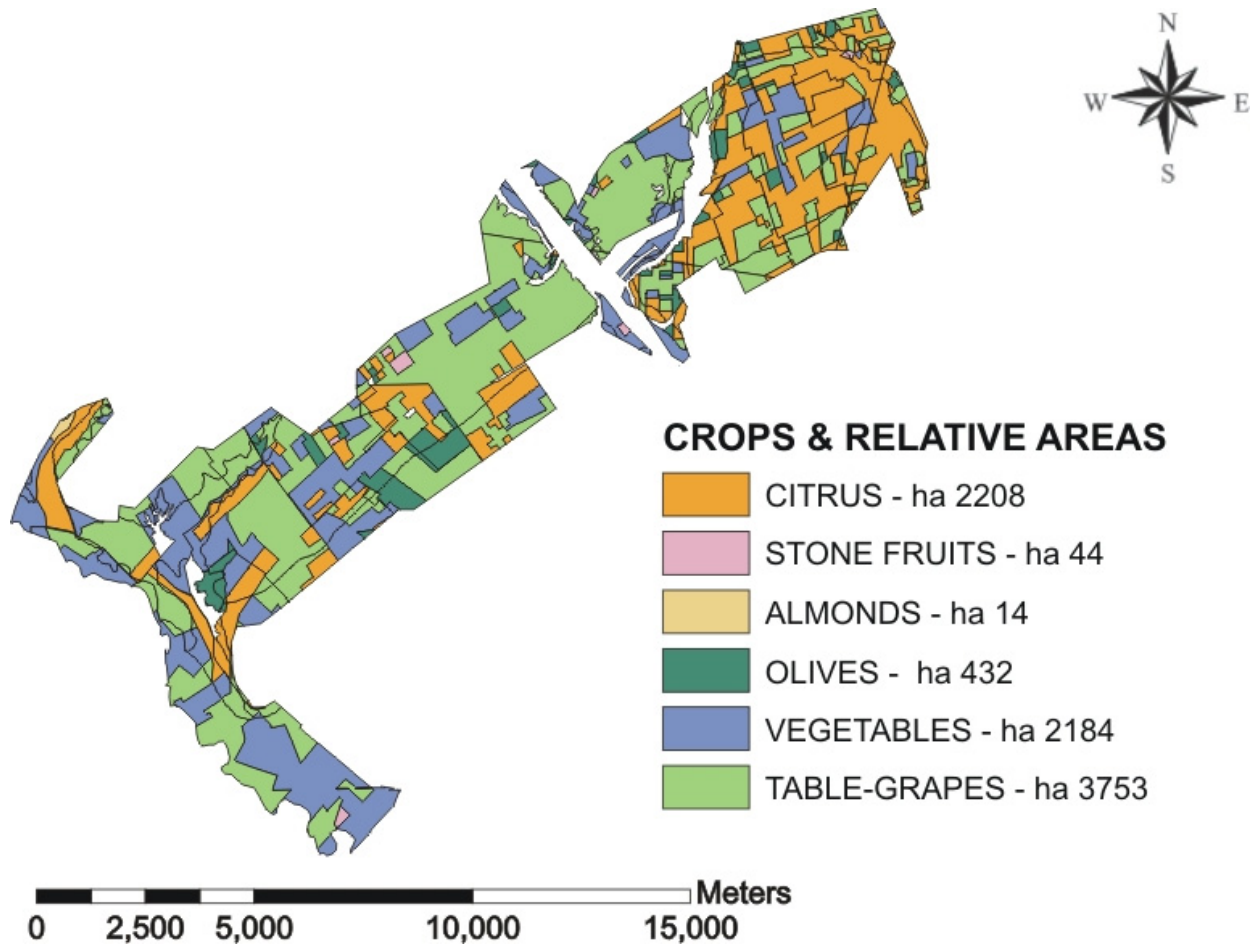 N
W E
S
CROPS & RELATIVE AREAS
CITRUS - ha 2208
STONE FRUITS - ha 44
ALMONDS - ha 14
OLIVES - ha 432
VEGETABLES - ha 2184
TABLE-GRAPES - ha 3753
Meters
0 2,500 5,000 10,000 15,000